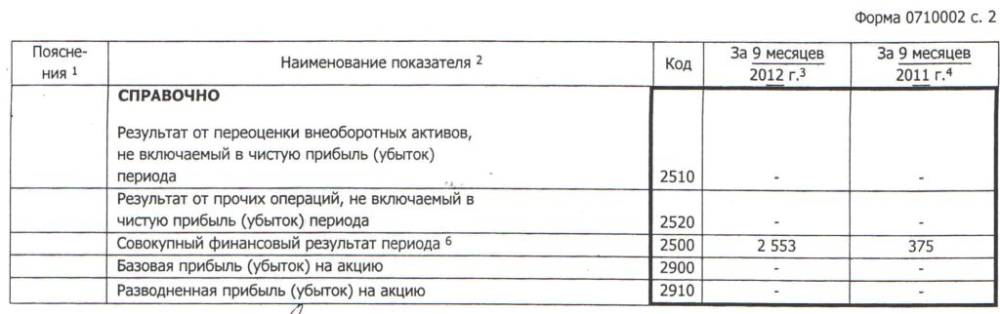 Форма 0710002 с. 2
Поясне-
ния 1
Наименование показателя 2
Код
За 9 месяцев
2012 г.3
За 9 месяцев
2011 г.4
СПРАВОЧНО
Результат от переоценки внеоборотных активов,
не включаемый в чистую прибыль (убыток)
периода 2510 - -
Результат от прочих операций, не включаемый в
чистую прибыль (убыток) периода 2520 - -
Совокупный финансовый результат периода 6 2500 2 553 375
Базовая прибыль (убыток) на акцию 2900 - -
Разводненная прибыль (убыток) на акцию 2910 - -